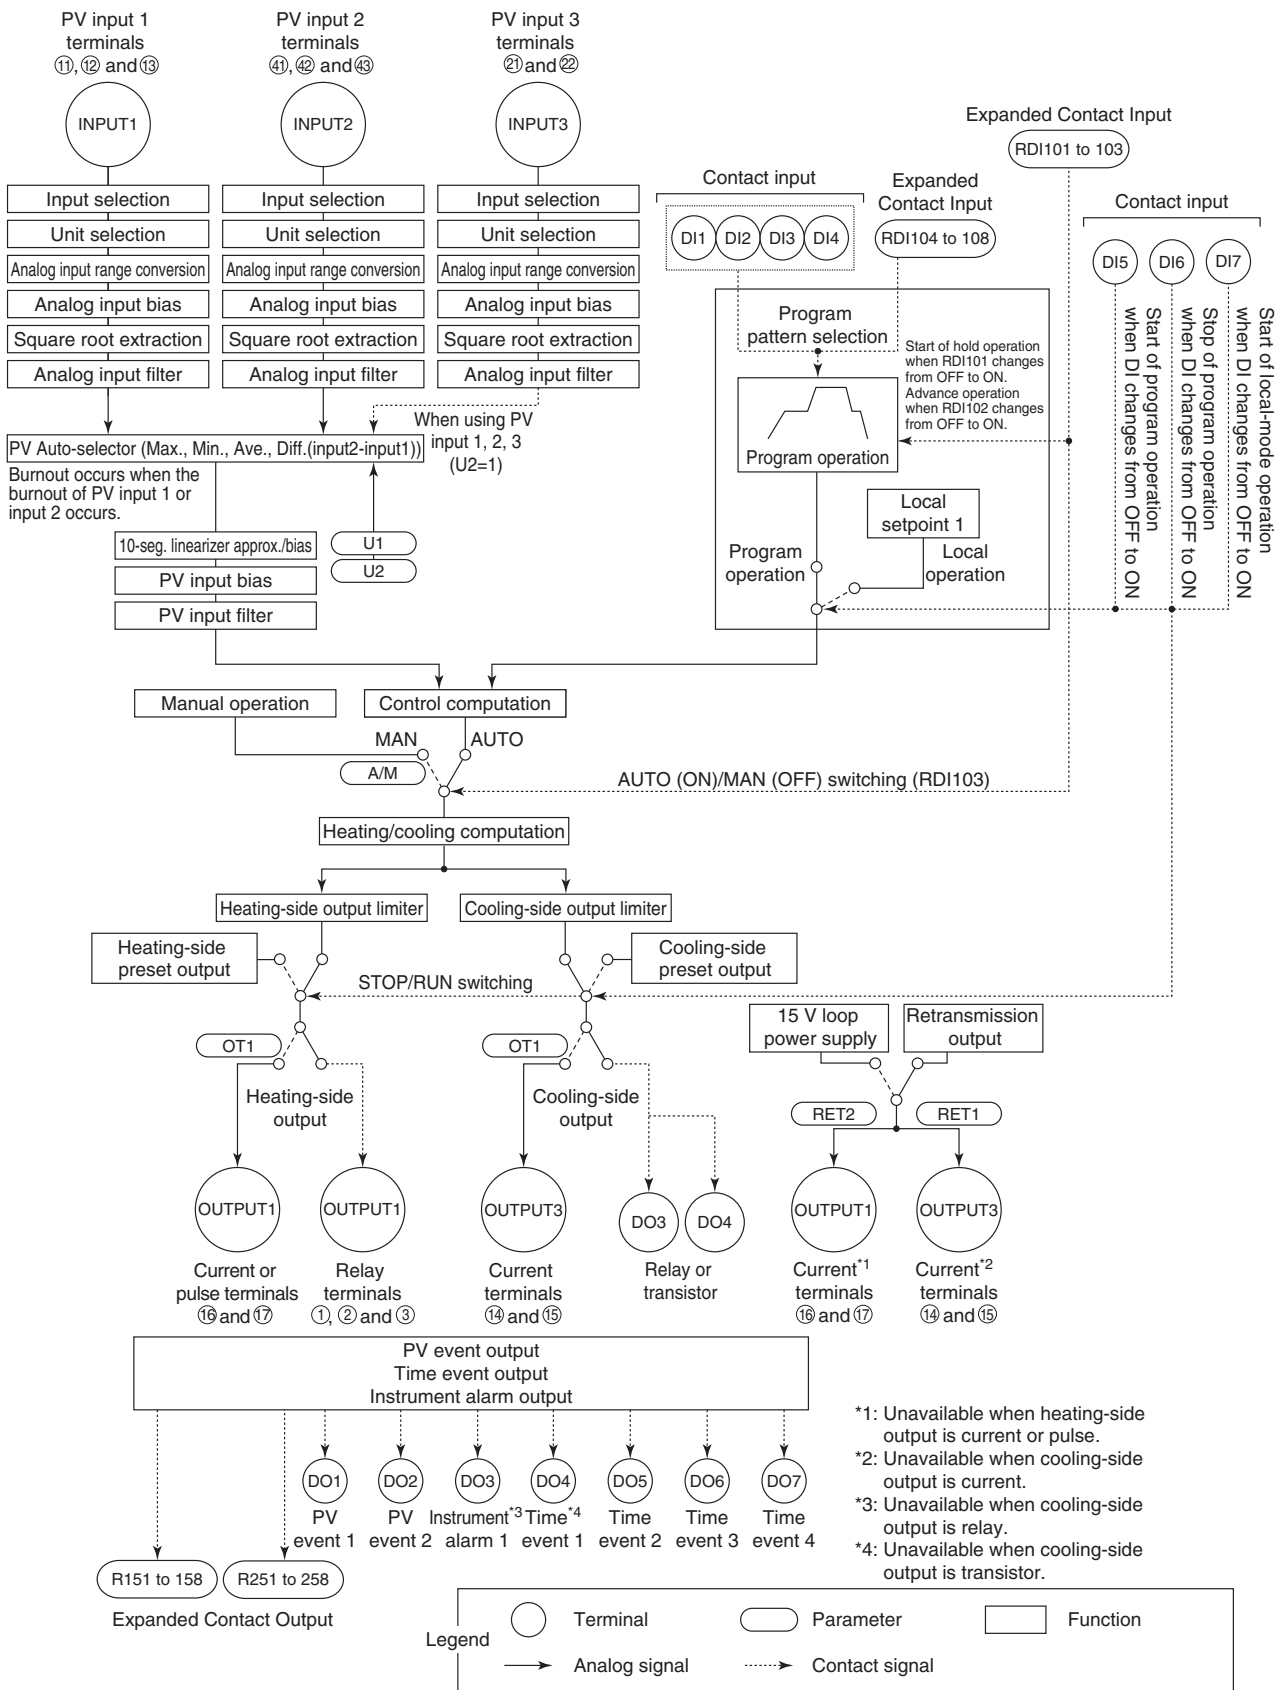 PV input 1
terminals
⑪, ⑫ and ⑬
PV input 2
terminals
㊶, ㊷ and ㊸
PV input 3
terminals
㉑ and ㉒
INPUT1
INPUT2
INPUT3
Expanded Contact Input
RDI101 to 103
Input selection
Unit selection
Analog input range conversion
Analog input bias
Square root extraction
Analog input filter
Input selection
Unit selection
Analog input range conversion
Analog input bias
Square root extraction
Analog input filter
Input selection
Unit selection
Analog input range conversion
Analog input bias
Square root extraction
Analog input filter
Contact input
DI1
DI2
DI3
DI4
Expanded
Contact Input
RDI104 to 108
Contact input
DI5
DI6
DI7
Start of program operation
when DI changes from OFF to ON
Stop of program operation
when DI changes from OFF to ON
Start of local-mode operation
when DI changes from OFF to ON
Program
pattern selection
Start of hold operation
when RDI101 changes
from OFF to ON.
Advance operation
when RDI102 changes
from OFF to ON.
Program operation
Local
setpoint 1
Program
operation
Local
operation
When using PV
input 1, 2, 3
(U2=1)
PV Auto-selector (Max., Min., Ave., Diff.(input2-input1))
Burnout occurs when the
burnout of PV input 1 or
input 2 occurs.
U1
U2
10-seg. linearizer approx./bias
PV input bias
PV input filter
Manual operation
Control computation
MAN
AUTO
A/M
AUTO (ON)/MAN (OFF) switching (RDI103)
Heating/cooling computation
Heating-side output limiter
Cooling-side output limiter
Heating-side
preset output
Cooling-side
preset output
STOP/RUN switching
OT1
OT1
Heating-side
output
Cooling-side
output
15 V loop
power supply
Retransmission
output
RET2
RET1
OUTPUT1
OUTPUT1
OUTPUT3
DO3
DO4
OUTPUT1
OUTPUT3
Current or
pulse terminals
⑯ and ⑰
Relay
terminals
①, ② and ③
Current
terminals
⑭ and ⑮
Relay or
transistor
Current*1
terminals
⑯ and ⑰
Current*2
terminals
⑭ and ⑮
PV event output
Time event output
Instrument alarm output
DO1
DO2
DO3
DO4
DO5
DO6
DO7
PV
event 1
PV
event 2
Instrument*3
alarm 1
Time*4
event 1
Time
event 2
Time
event 3
Time
event 4
R151 to 158
R251 to 258
Expanded Contact Output
*1: Unavailable when heating-side
output is current or pulse.
*2: Unavailable when cooling-side
output is current.
*3: Unavailable when cooling-side
output is relay.
*4: Unavailable when cooling-side
output is transistor.
Legend
Terminal
Parameter
Function
Analog signal
Contact signal